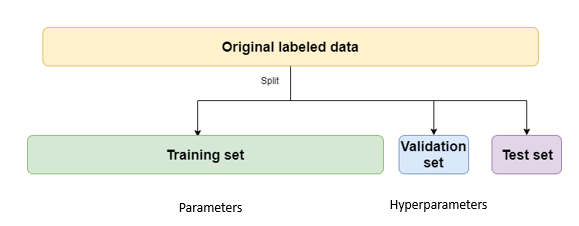 Original labeled data
Split
Training set
Validation
set
Test set
Parameters
Hyperparameters